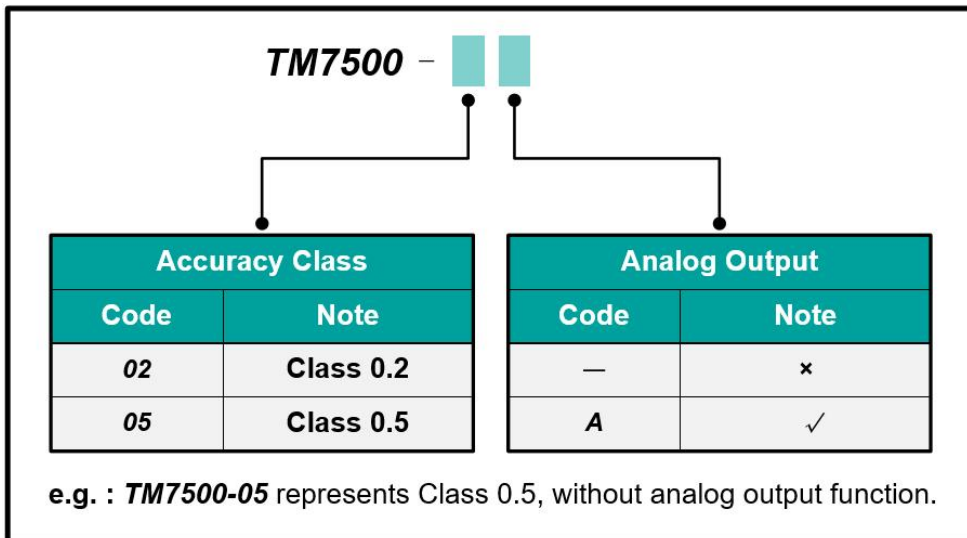 TM7500 –
Accuracy Class
Code Note
02 Class 0.2
05 Class 0.5
Analog Output
Code Note
— ×
A √
e.g. : TM7500-05 represents Class 0.5, without analog output function.